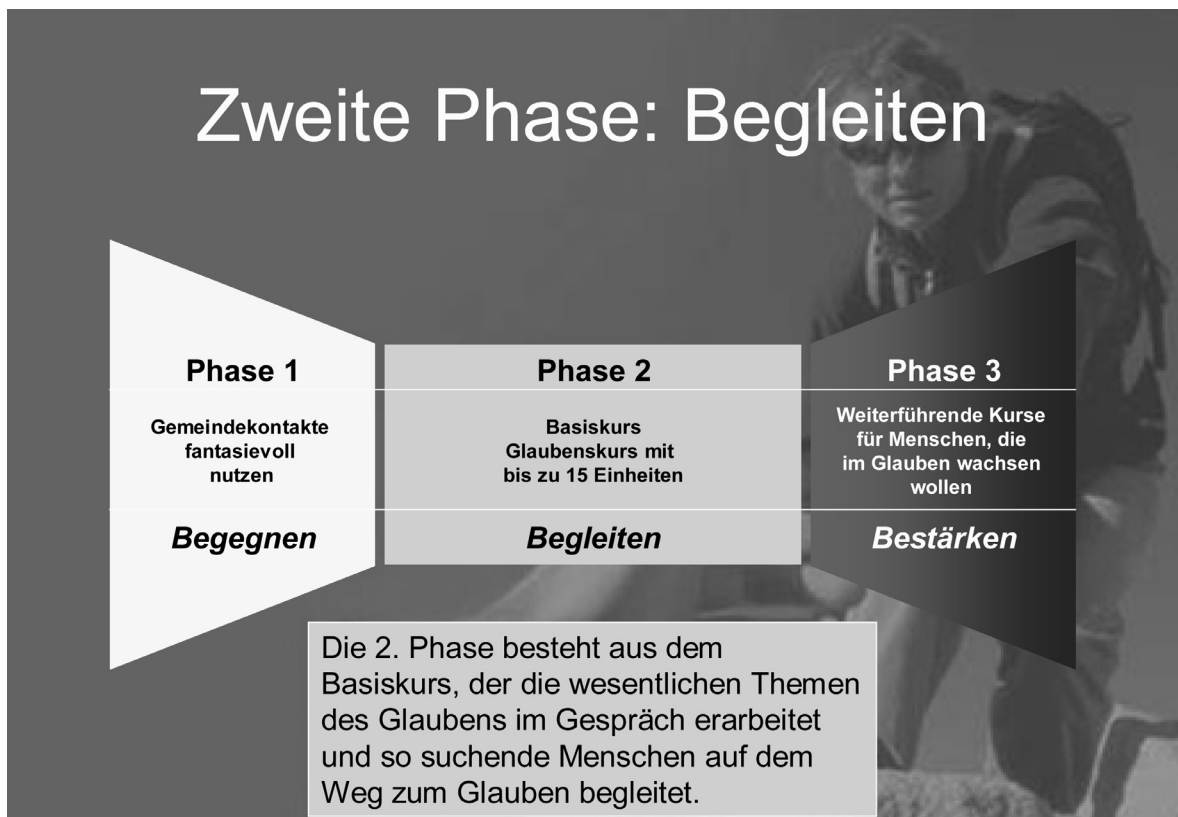 Zweite Phase: Begleiten
Phase 1
Gemeindekontakte
fantasievoll
nutzen
Begegnen
Phase 2
Basiskurs
Glaubenskurs mit
bis zu 15 Einheiten
Begleiten
Phase 3
Weiterführende Kurse
für Menschen, die
im Glauben wachsen
wollen
Bestärken
Die 2. Phase besteht aus dem
Basiskurs, der die wesentlichen Themen
des Glaubens im Gespräch erarbeitet
und so suchende Menschen auf dem
Weg zum Glauben begleitet.